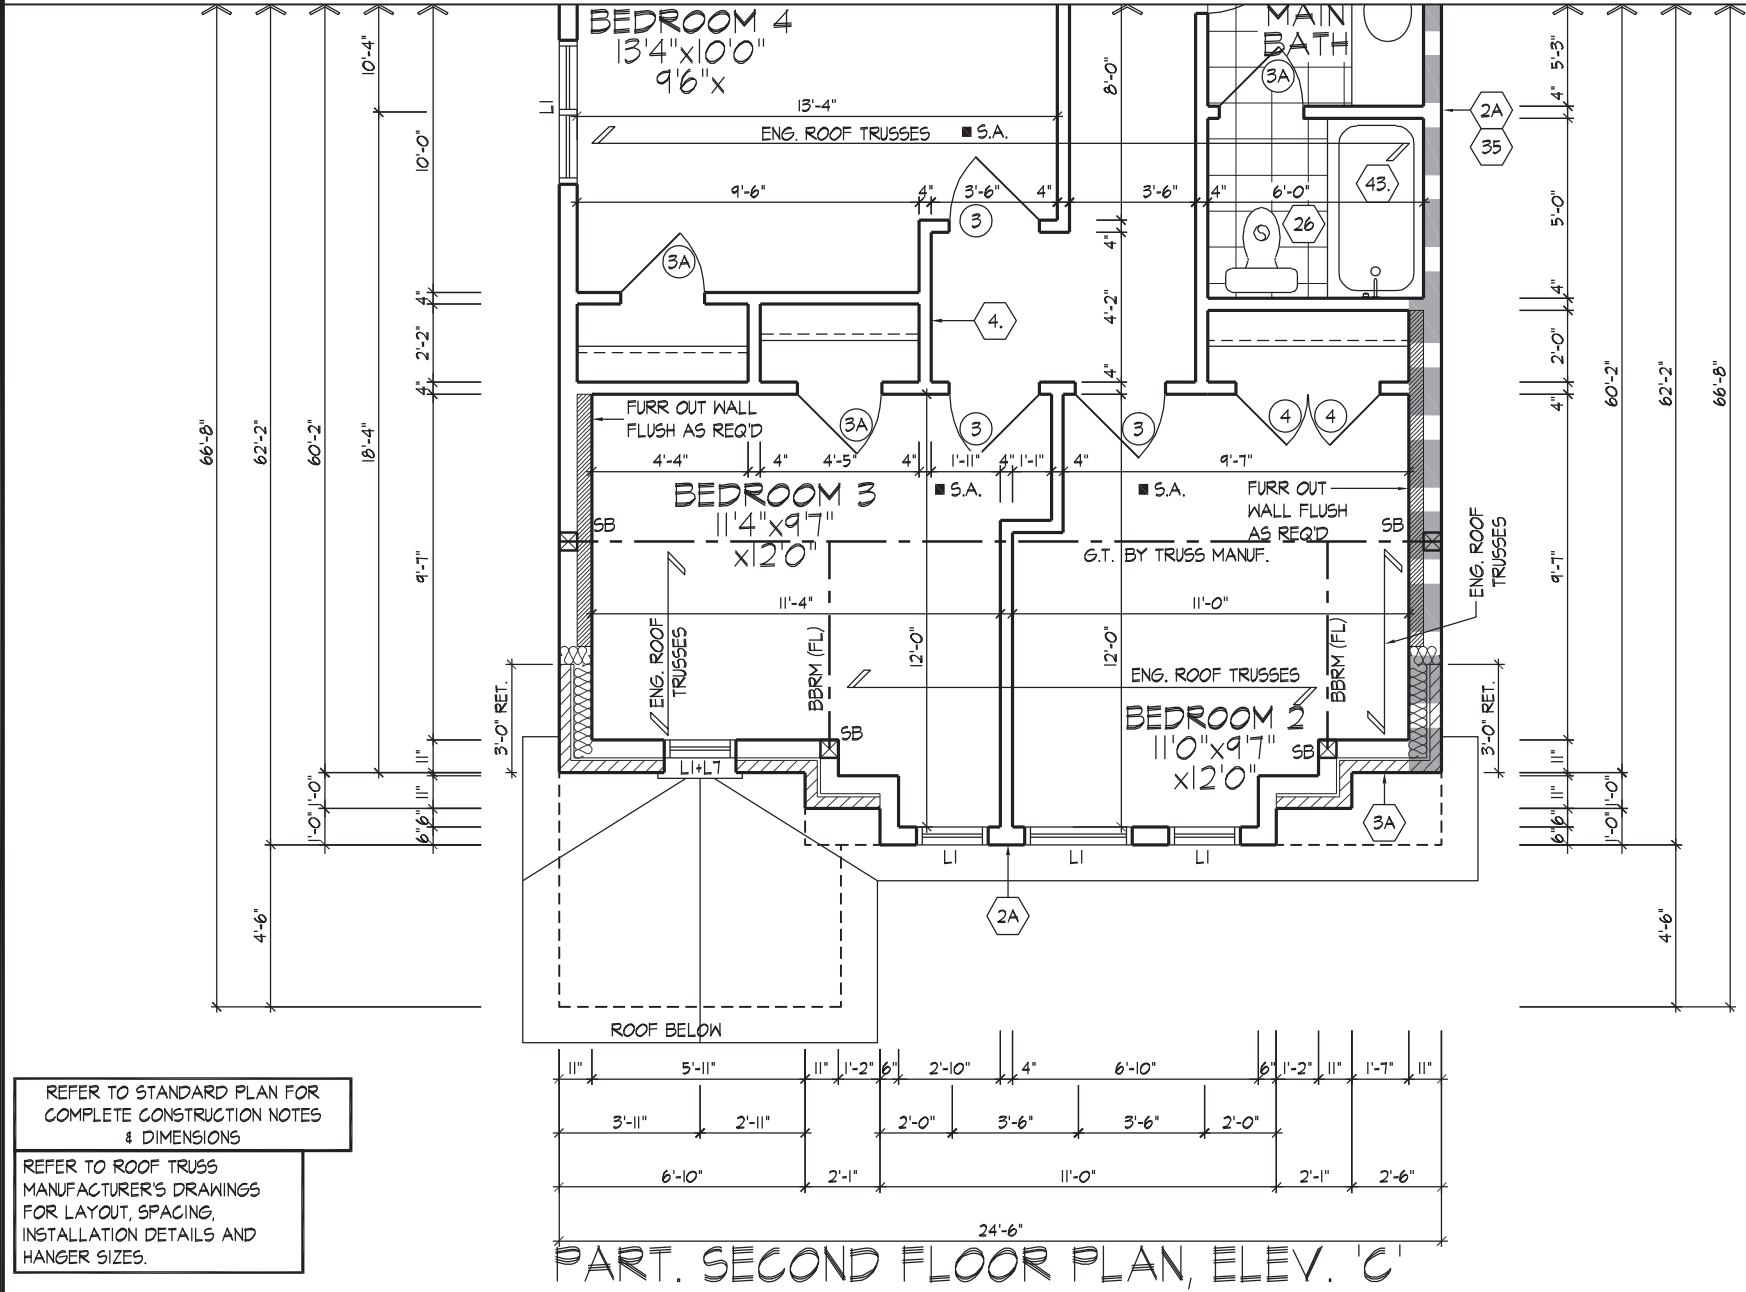 BEDROOM 4
13'4"x10'0"
9'6"x
MAIN
BATH
3A
13'-4"
ENG. ROOF TRUSSES
S.A.
L1
8'-0"
2A
35
43.
26
9'-6"
4"
3'-6"
4"
3'-6"
4"
6'-0"
3
3A
4.
4"
4'-2"
4"
10'-4"
10'-0"
4"
2'-2"
4"
66'-8"
62'-2"
60'-2"
18'-4"
9'-7"
11"
1'-0"
11"
1'-0"
6"
6"
4'-6"
5'-3"
4"
5'-0"
4"
2'-0"
4"
60'-2"
62'-2"
66'-8"
9'-7"
11"
1'-0"
11"
1'-0"
6"
6"
4'-6"
FURR OUT WALL
FLUSH AS REQ'D
3A
3
3
4
4
4'-4"
4"
4'-5"
4"
1'-11"
4"
1'-1"
4"
9'-7"
BEDROOM 3
11'4"x9'7"
x12'0"
S.A.
S.A.
FURR OUT
WALL FLUSH
AS REQ'D
SB
SB
G.T. BY TRUSS MANUF.
ENG. ROOF
TRUSSES
11'-4"
11'-0"
ENG. ROOF
TRUSSES
BBRM (FL)
12'-0"
12'-0"
BBRM (FL)
ENG. ROOF TRUSSES
BEDROOM 2
11'0"x9'7"
x12'0"
3'-0" RET.
3'-0" RET.
SB
SB
L1+L7
3A
L1
L1
L1
2A
ROOF BELOW
11"
5'-11"
11"
1'-2"
6"
2'-10"
4"
6'-10"
6"
1'-2"
11"
1'-7"
11"
3'-11"
2'-11"
2'-0"
3'-6"
3'-6"
2'-0"
6'-10"
2'-1"
11'-0"
2'-1"
2'-6"
24'-6"
REFER TO STANDARD PLAN FOR
COMPLETE CONSTRUCTION NOTES
& DIMENSIONS
REFER TO ROOF TRUSS
MANUFACTURER'S DRAWINGS
FOR LAYOUT, SPACING,
INSTALLATION DETAILS AND
HANGER SIZES.
PART. SECOND FLOOR PLAN, ELEV. 'C'